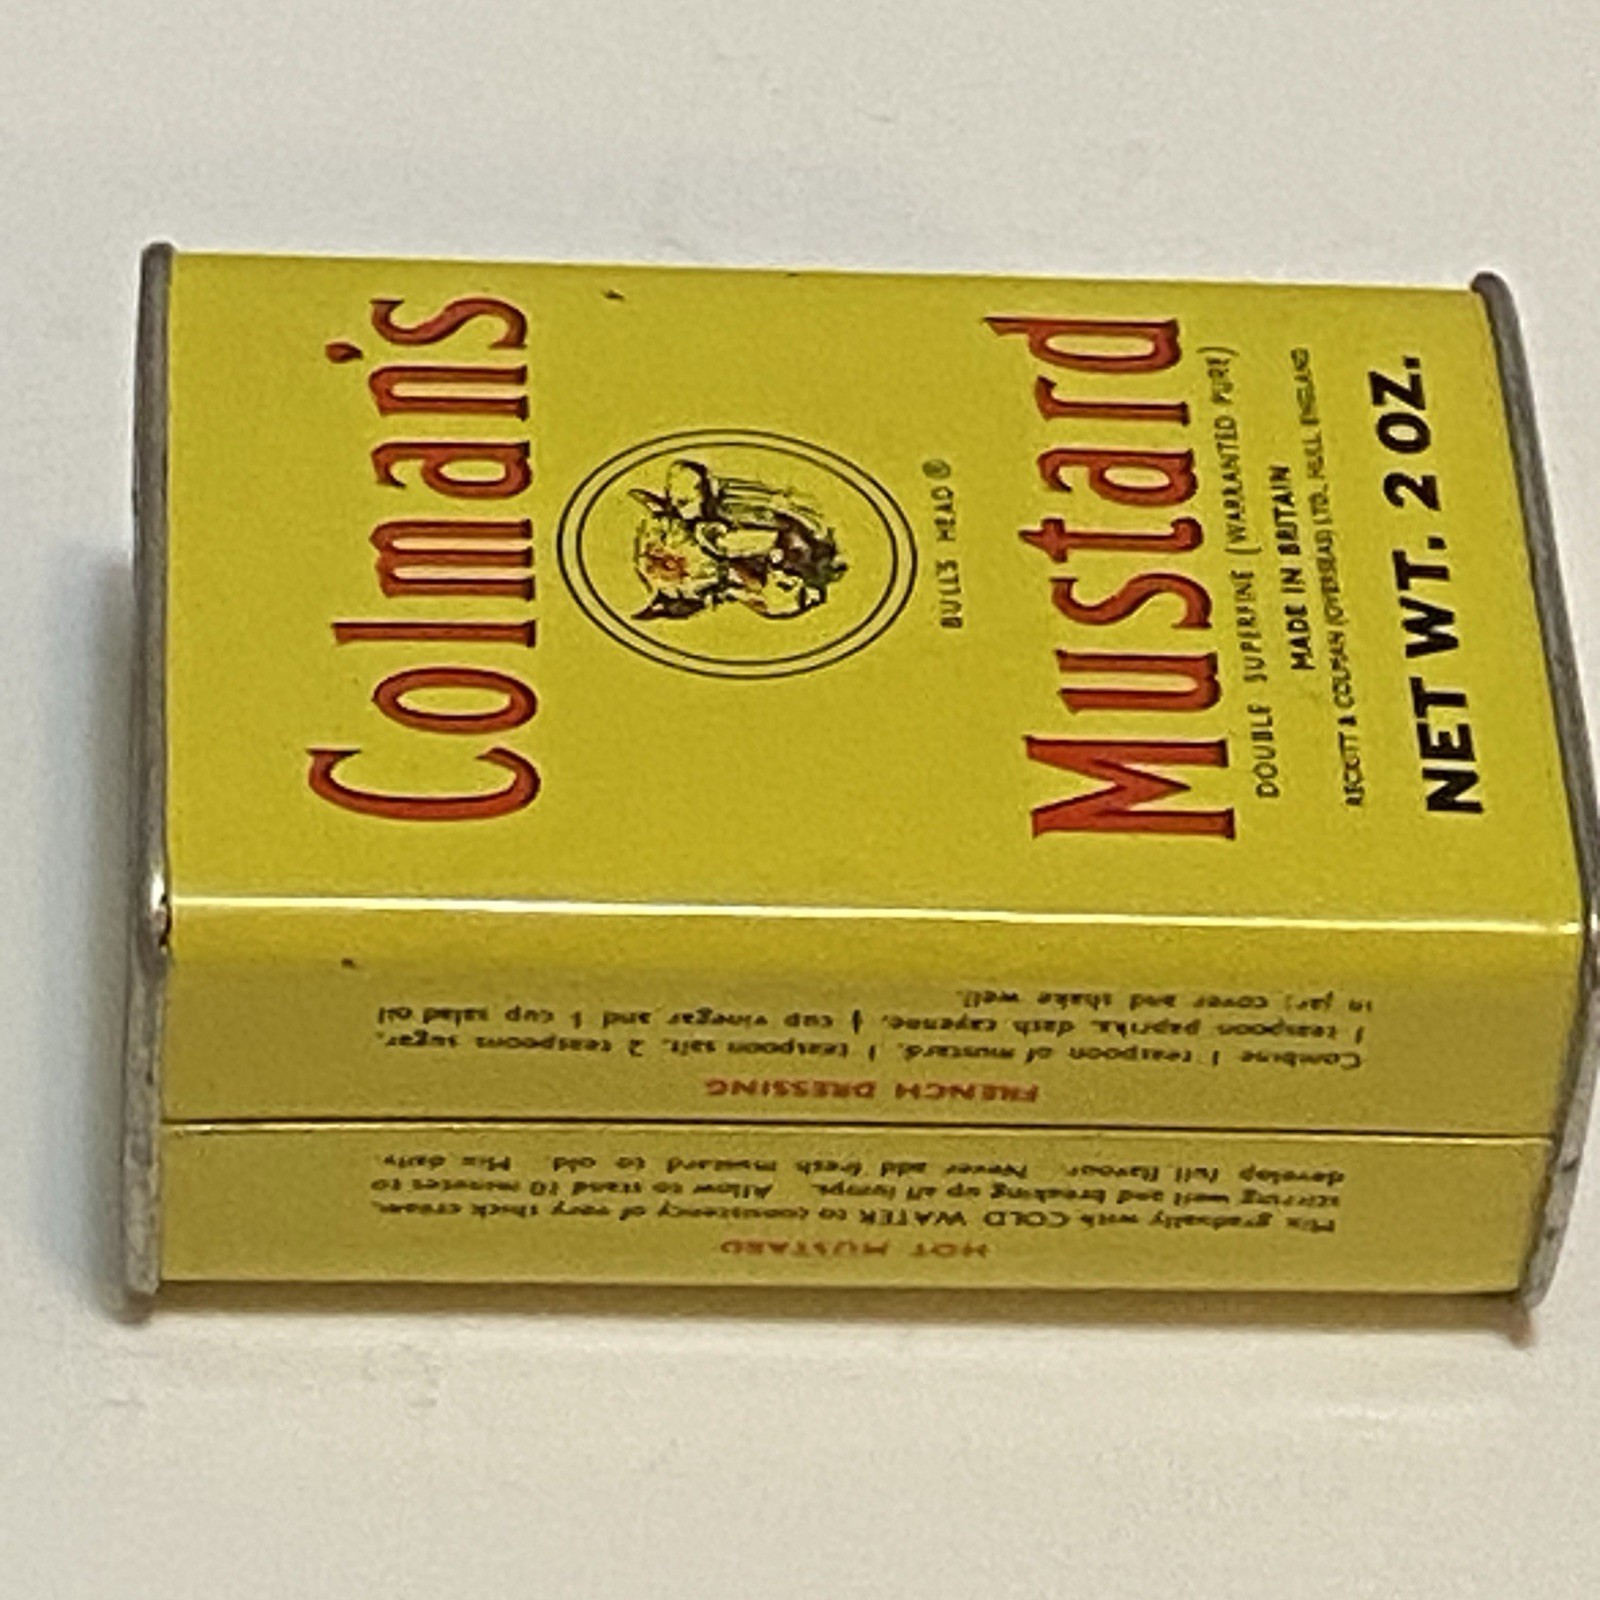 Colman's
BULL'S HEAD ®
Mustard
DOUBLE SUPERFINE (WARRANTED PURE)
MADE IN BRITAIN
RECKITT & COLMAN (OVERSEAS) LTD., HULL ENGLAND
NET WT. 2 OZ.
HOT MUSTARD
Mix gradually with COLD WATER to consistency of very thick cream,
stirring well and breaking up all lumps. Allow to stand 10 minutes to
develop full flavour. Never add fresh mustard to old. Mix daily.
FRENCH DRESSING
Combine 1 teaspoon of mustard, 1 teaspoon salt, 2 teaspoons sugar,
1 teaspoon paprika, dash cayenne, cup vinegar and 1 cup salad oil
in jar; cover and shake well.